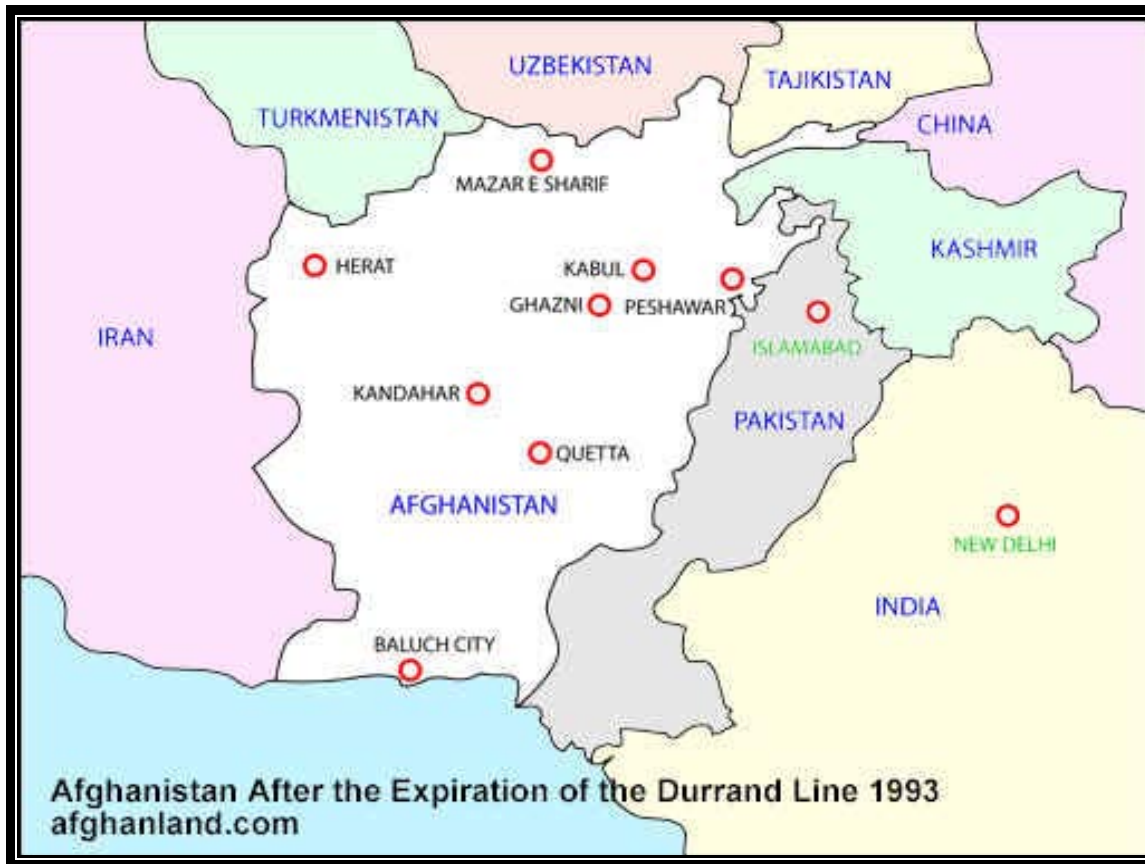 UZBEKISTAN
TAJIKISTAN
TURKMENISTAN
CHINA
MAZAR E SHARIF
KASHMIR
HERAT
KABUL
GHAZNI
PESHAWAR
IRAN
ISLAMABAD
KANDAHAR
PAKISTAN
QUETTA
AFGHANISTAN
NEW DELHI
INDIA
BALUCH CITY
Afghanistan After the Expiration of the Durrand Line 1993
afghanland.com